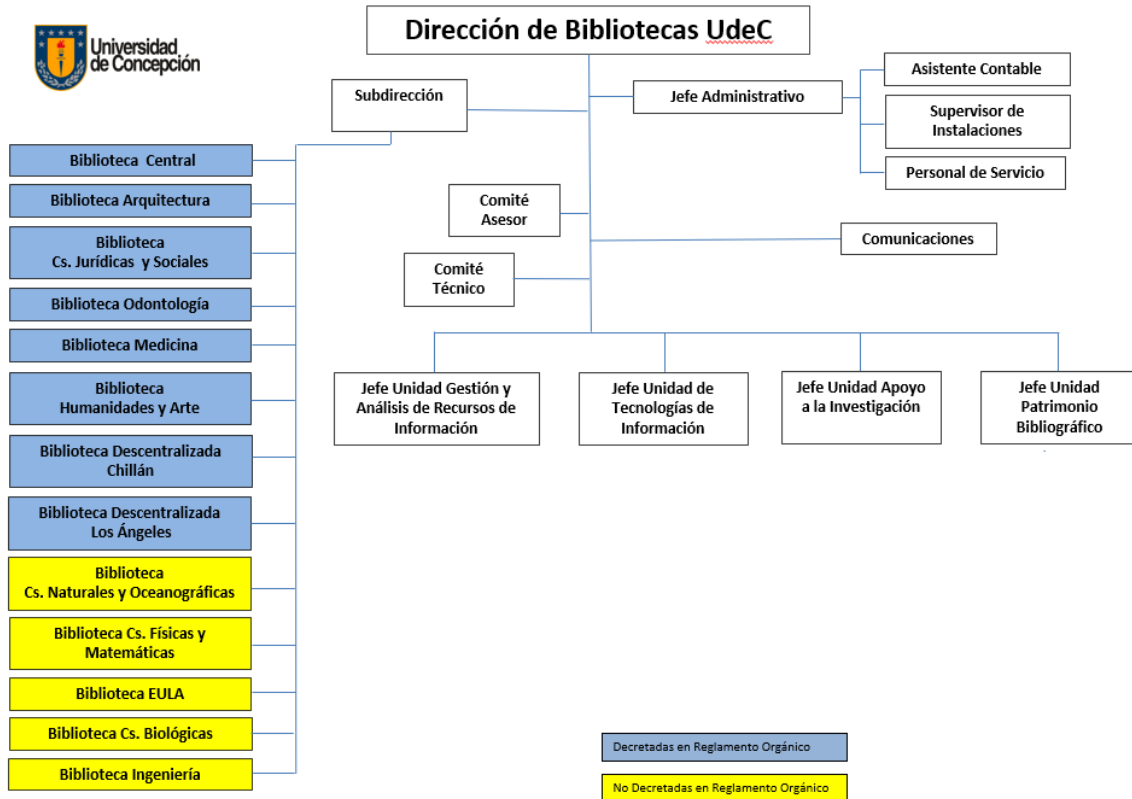 Universidad
de Concepción
Dirección de Bibliotecas UdeC
Subdirección
Jefe Administrativo
Asistente Contable
Supervisor de
Instalaciones
Personal de Servicio
Comité
Asesor
Comunicaciones
Comité
Técnico
Jefe Unidad Gestión y
Análisis de Recursos de
Información
Jefe Unidad de
Tecnologías de
Información
Jefe Unidad Apoyo
a la Investigación
Jefe Unidad
Patrimonio
Bibliográfico
Biblioteca Central
Biblioteca Arquitectura
Biblioteca
Cs. Jurídicas y Sociales
Biblioteca Odontología
Biblioteca Medicina
Biblioteca
Humanidades y Arte
Biblioteca Descentralizada
Chillán
Biblioteca Descentralizada
Los Ángeles
Biblioteca
Cs. Naturales y Oceanográficas
Biblioteca Cs. Físicas y
Matemáticas
Biblioteca EULA
Biblioteca Cs. Biológicas
Biblioteca Ingeniería
Decretadas en Reglamento Orgánico
No Decretadas en Reglamento Orgánico